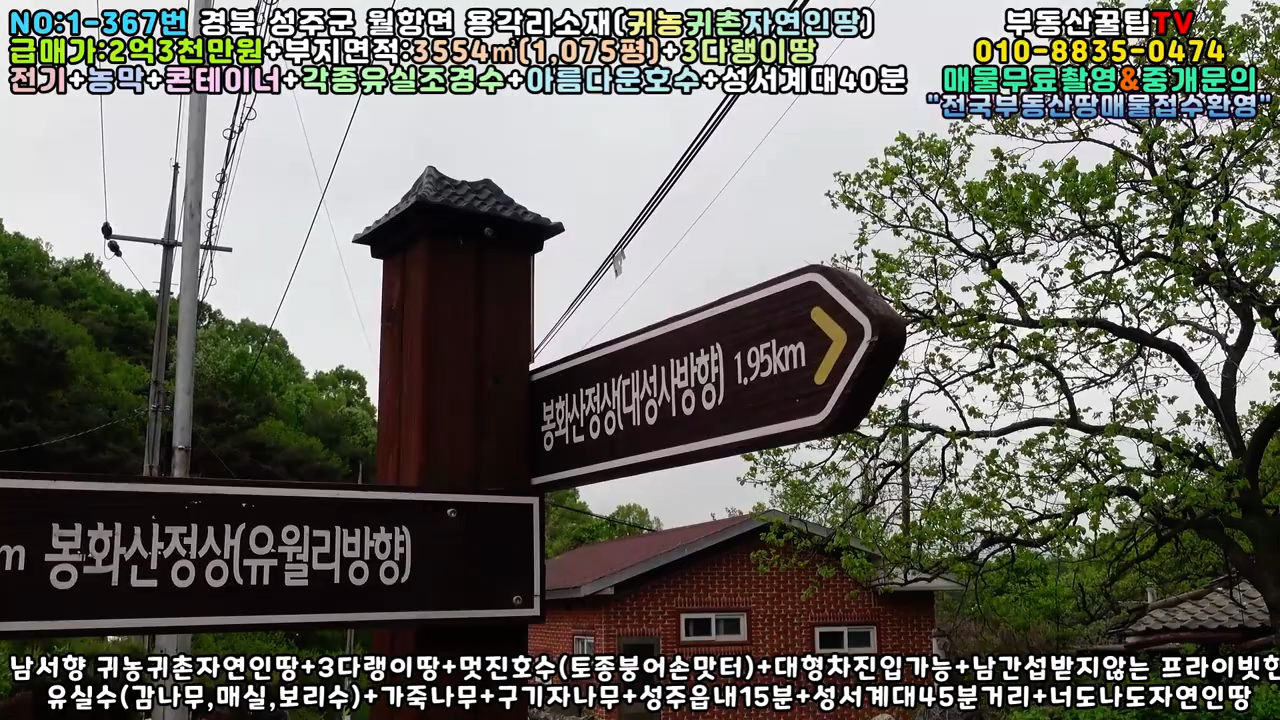 NO:1-367번 경북 성주군 월항면 용각리소재(귀농귀촌자연인땅)
급매가:2억3천만원+부지면적:3554㎡(1,075평)+3다랭이땅
전기+농막+콘테이너+각종유실조경수+아름다운호수+성서계대40분
부동산꿀팁TV
010-8835-0474
매물무료촬영&중개문의
"전국부동산땅매물접수환영"
봉화산정상(대성사방향) 1.95km
m 봉화산정상(유월리방향)
남서향 귀농귀촌자연인땅+3다랭이땅+멋진호수(토종붕어손맛터)+대형차진입가능+남간섭받지않는 프라이빗한
유실수(감나무,매실,보리수)+가죽나무+구기자나무+성주읍내15분+성서계대45분거리+너도나도자연인땅